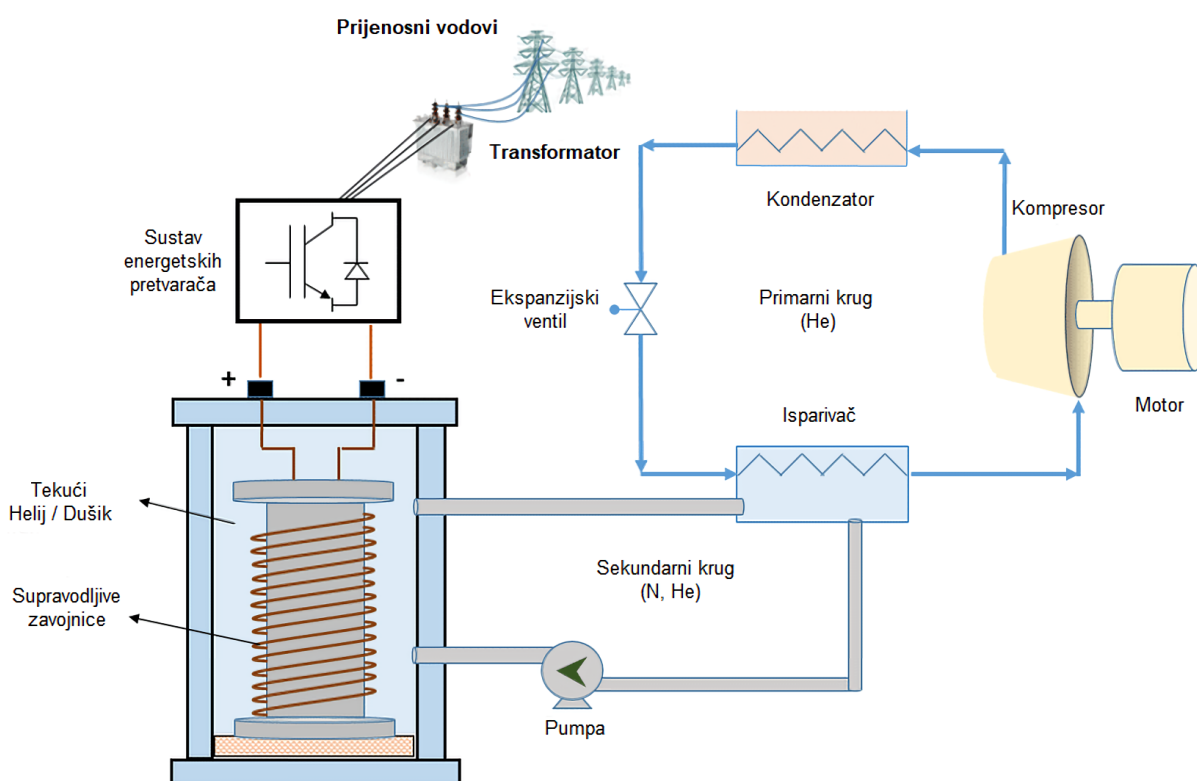 Prijenosni vodovi
Transformator
Sustav
energetskih
pretvarača
+
-
Tekući
Helij / Dušik
Supravodljive
zavojnice
Kondenzator
Kompresor
Ekspanzijski
ventil
Primarni krug
(He)
Motor
Isparivač
Sekundarni krug
(N, He)
Pumpa